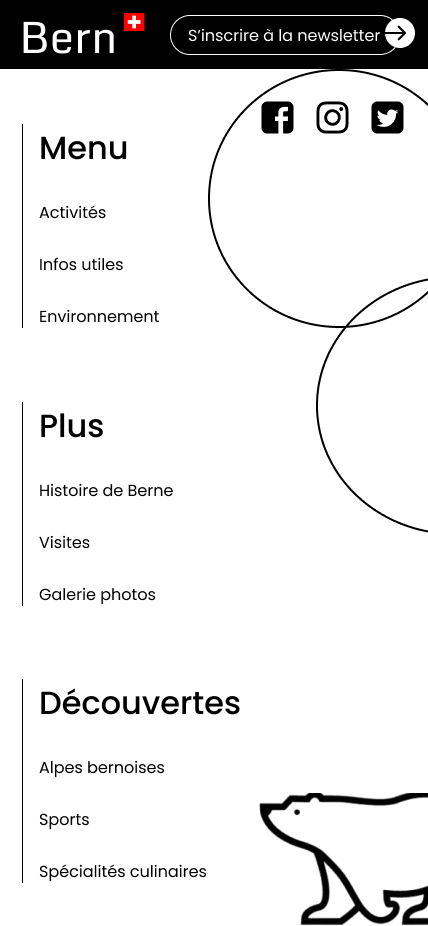 Bern
S’inscrire à la newsletter
Menu
Activités
Infos utiles
Environnement
Plus
Histoire de Berne
Visites
Galerie photos
Découvertes
Alpes bernoises
Sports
Spécialités culinaires